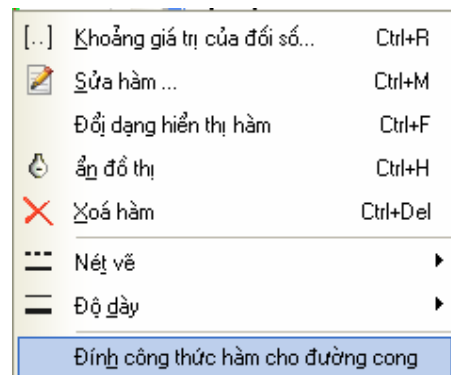 [..] Khoảng giá trị của đối số... Ctrl+R
Sửa hàm ... Ctrl+M
Đổi dạng hiển thị hàm Ctrl+F
ẩn đồ thị Ctrl+H
Xoá hàm Ctrl+Del
Nét vẽ
Độ dày
Đính công thức hàm cho đường cong